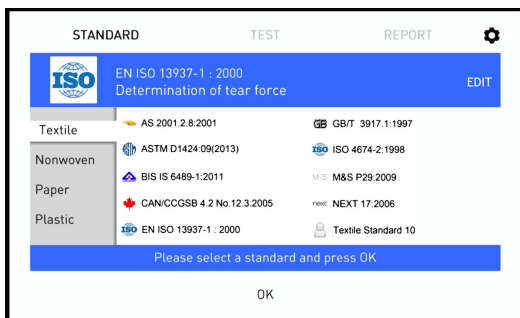 STANDARD TEST REPORT
ISO
EN ISO 13937-1 : 2000
Determination of tear force
EDIT
Textile
Nonwoven
Paper
Plastic
AS 2001.2.8:2001
ASTM D1424:09(2013)
BIS IS 6489-1:2011
CAN/CCGSB 4.2 No.12.3:2005
ISO EN ISO 13937-1 : 2000
GB GB/T 3917.1:1997
ISO ISO 4674-2:1998
M&S M&S P29:2009
next NEXT 17:2006
Textile Standard 10
Please select a standard and press OK
OK